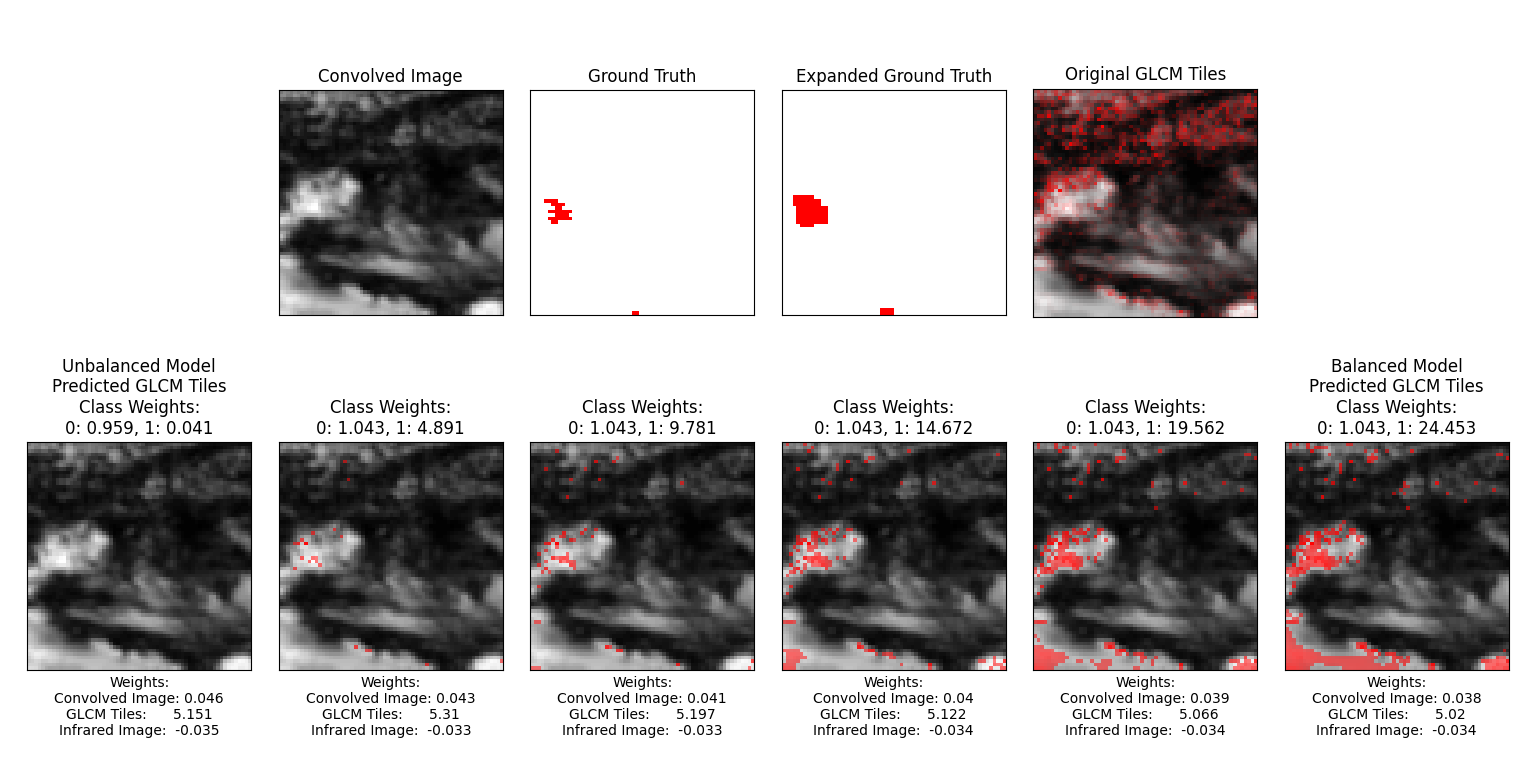 Convolved Image
Ground Truth
Expanded Ground Truth
Original GLCM Tiles
Unbalanced Model
Predicted GLCM Tiles
Class Weights:
0: 0.959, 1: 0.041
Class Weights:
0: 1.043, 1: 4.891
Class Weights:
0: 1.043, 1: 9.781
Class Weights:
0: 1.043, 1: 14.672
Class Weights:
0: 1.043, 1: 19.562
Balanced Model
Predicted GLCM Tiles
Class Weights:
0: 1.043, 1: 24.453
Weights:
Convolved Image: 0.046
GLCM Tiles: 5.151
Infrared Image: -0.035
Weights:
Convolved Image: 0.043
GLCM Tiles: 5.31
Infrared Image: -0.033
Weights:
Convolved Image: 0.041
GLCM Tiles: 5.197
Infrared Image: -0.033
Weights:
Convolved Image: 0.04
GLCM Tiles: 5.122
Infrared Image: -0.034
Weights:
Convolved Image: 0.039
GLCM Tiles: 5.066
Infrared Image: -0.034
Weights:
Convolved Image: 0.038
GLCM Tiles: 5.02
Infrared Image: -0.034